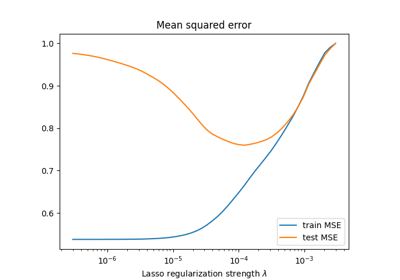 Mean squared error
1.0
0.9
0.8
0.7
0.6
train MSE
test MSE
10⁻⁶ 10⁻⁵ 10⁻⁴ 10⁻³
Lasso regularization strength λ